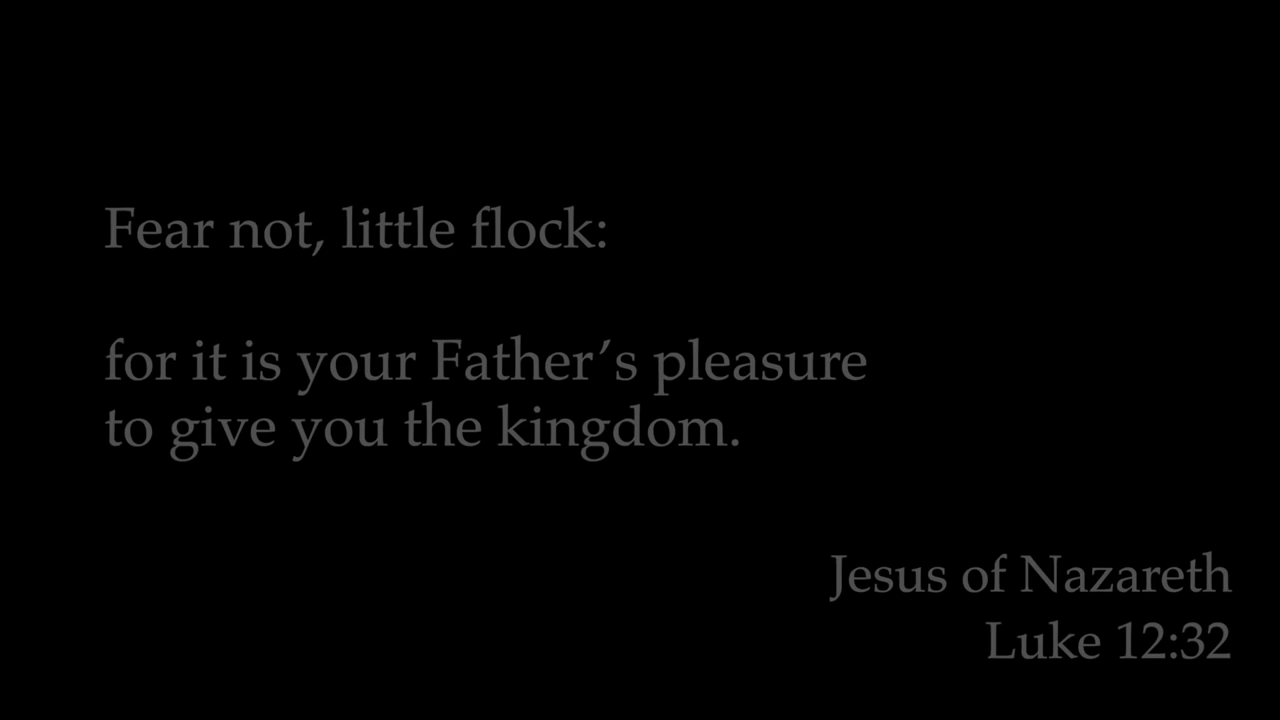 Fear not, little flock:
for it is your Father’s pleasure
to give you the kingdom.
Jesus of Nazareth
Luke 12:32